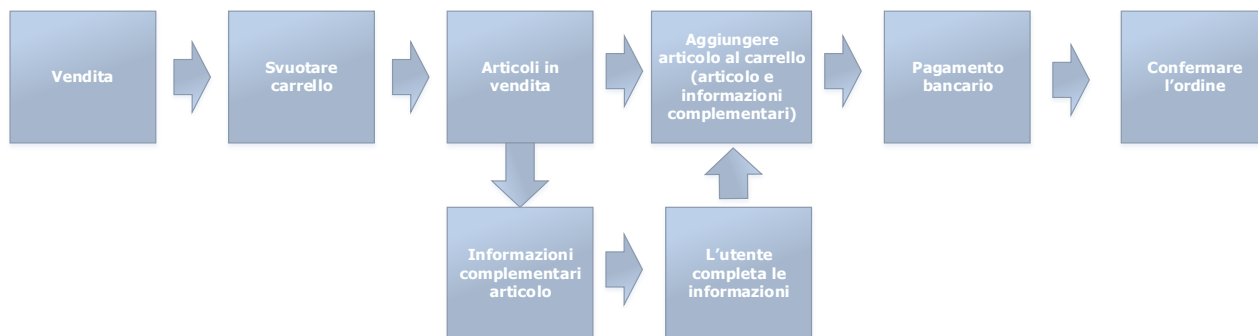 Vendita
Svuotare
carrello
Articoli in
vendita
Aggiungere
articolo al carrello
(articolo e
informazioni
complementari)
Pagamento
bancario
Confermare
l’ordine
Informazioni
complementari
articolo
L’utente
completa le
informazioni